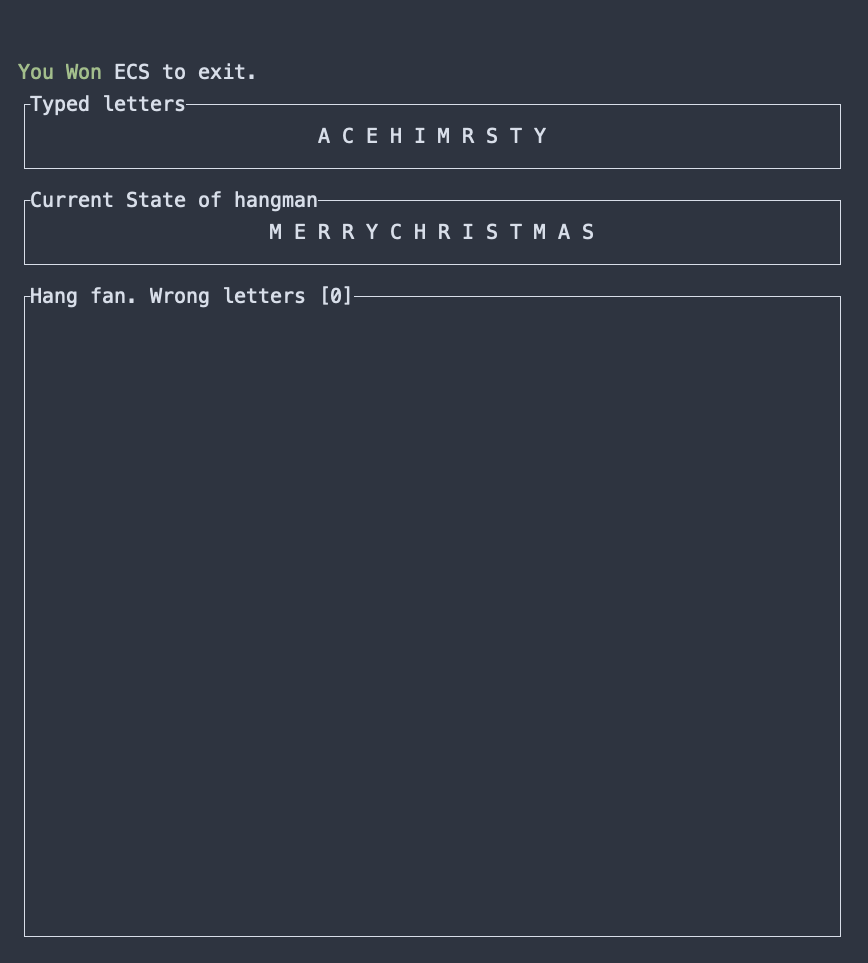 You Won ECS to exit.
Typed letters
A C E H I M R S T Y
Current State of hangman
M E R R Y C H R I S T M A S
Hang fan. Wrong letters [0]